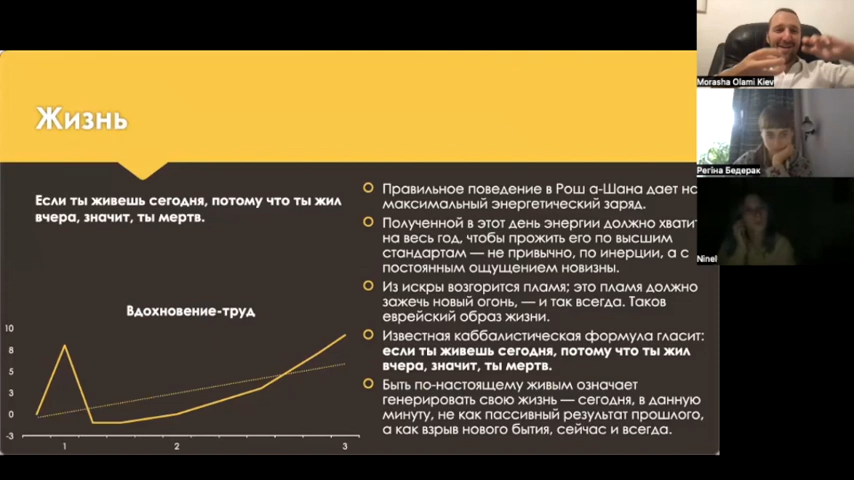 Жизнь
Если ты живешь сегодня, потому что ты жил
вчера, значит, ты мертв.
Вдохновение-труд
10
8
5
3
0
-3
1
2
3
Правильное поведение в Рош а-Шана дает
максимальный энергетический заряд.
Полученной в этот день энергии должно
на весь год, чтобы прожить его по высшим
стандартам — не привычно, по инерции, а с
постоянным ощущением новизны.
Из искры возгорится пламя; это пламя должно
зажечь новый огонь, — и так всегда. Таков
еврейский образ жизни.
Известная каббалистическая формула гласит:
если ты живешь сегодня, потому что ты жил
вчера, значит, ты мертв.
Быть по-настоящему живым означает
генерировать свою жизнь — сегодня, в данную
минуту, не как пассивный результат прошлого,
а как взрыв нового бытия, сейчас и всегда.
Morasha Olami Kiev
Регіна Бедерак
Ninel